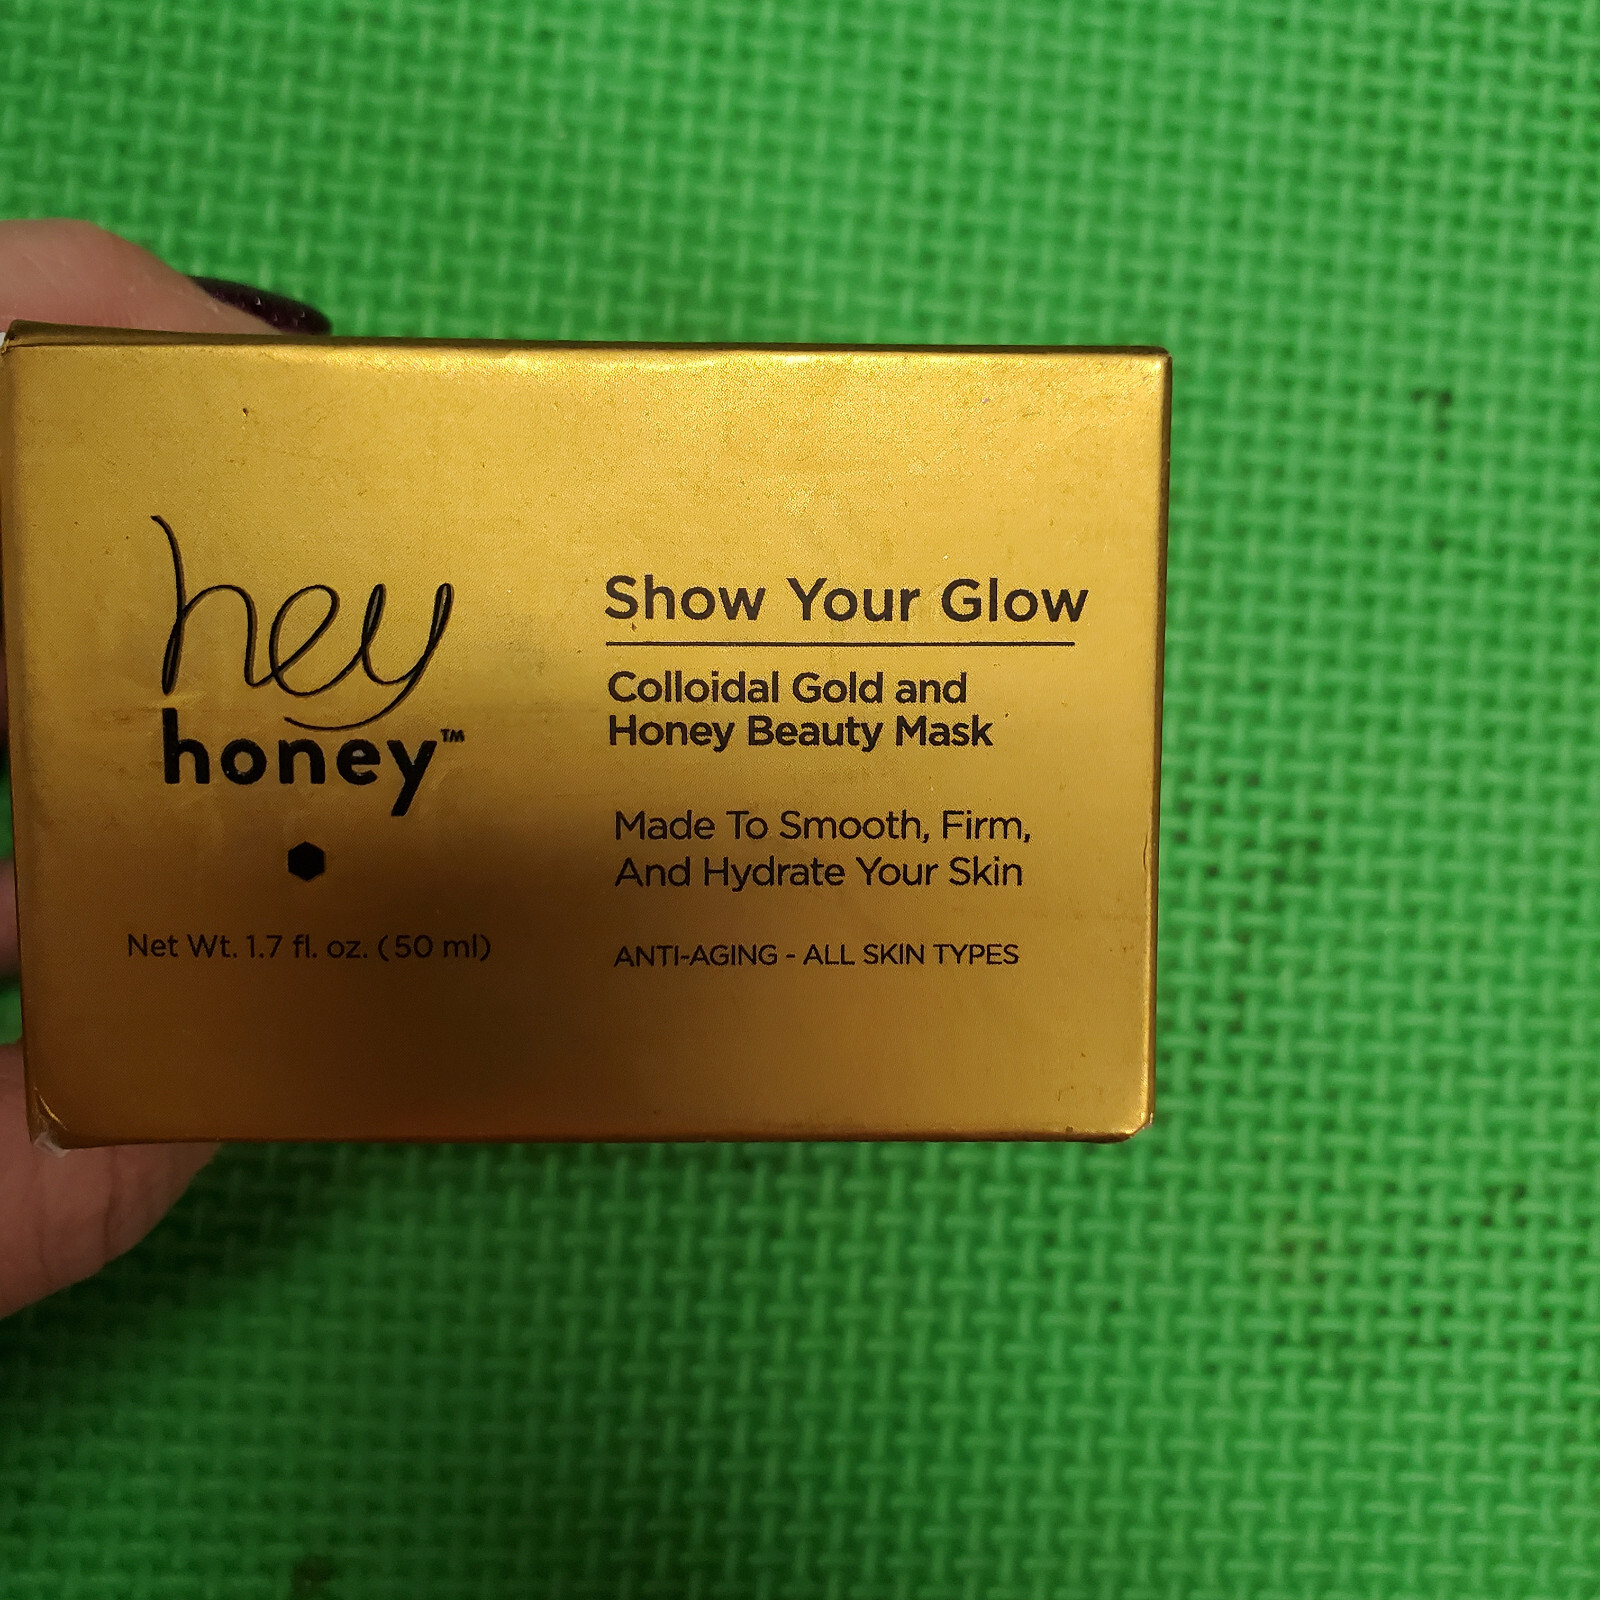 hey
honey™
Net Wt. 1.7 fl. oz. (50 ml)
Show Your Glow
Colloidal Gold and
Honey Beauty Mask
Made To Smooth, Firm,
And Hydrate Your Skin
ANTI-AGING - ALL SKIN TYPES